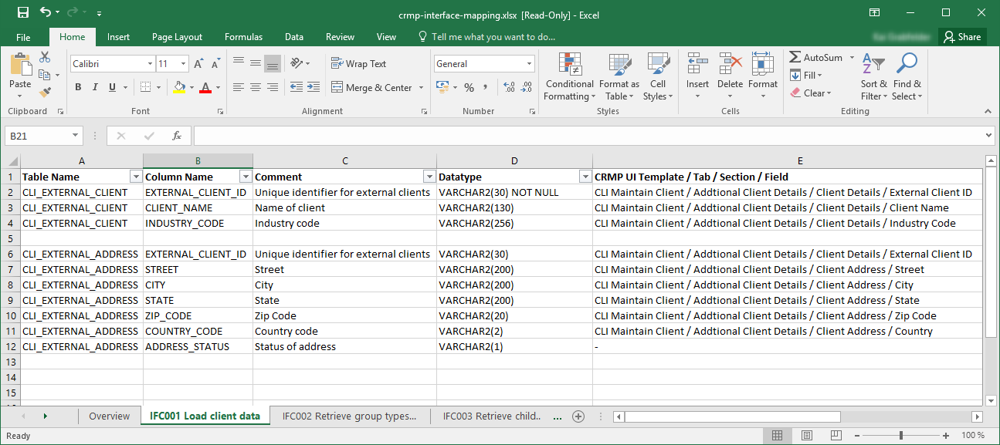 crmp-interface-mapping.xlsx [Read-Only] - Excel
File Home Insert Page Layout Formulas Data Review View Tell me what you want to do... Share
Paste Calibri 11 Wrap Text General Conditional Formatting Format as Table Cell Styles Insert Delete Format AutoSum Fill Clear Sort & Filter Find & Select
B I U A Merge & Center % ,
Clipboard Font Alignment Number Styles Cells Editing
B21 fx
A B C D E
1 Table Name Column Name Comment Datatype CRMP UI Template / Tab / Section / Field
2 CLI_EXTERNAL_CLIENT EXTERNAL_CLIENT_ID Unique identifier for external clients VARCHAR2(30) NOT NULL CLI Maintain Client / Addtional Client Details / Client Details / External Client ID
3 CLI_EXTERNAL_CLIENT CLIENT_NAME Name of client VARCHAR2(130) CLI Maintain Client / Addtional Client Details / Client Details / Client Name
4 CLI_EXTERNAL_CLIENT INDUSTRY_CODE Industry code VARCHAR2(256) CLI Maintain Client / Addtional Client Details / Client Details / Industry Code
5
6 CLI_EXTERNAL_ADDRESS EXTERNAL_CLIENT_ID Unique identifier for external clients VARCHAR2(30) CLI Maintain Client / Addtional Client Details / Client Details / External Client ID
7 CLI_EXTERNAL_ADDRESS STREET Street VARCHAR2(200) CLI Maintain Client / Addtional Client Details / Client Address / Street
8 CLI_EXTERNAL_ADDRESS CITY City VARCHAR2(200) CLI Maintain Client / Addtional Client Details / Client Address / City
9 CLI_EXTERNAL_ADDRESS STATE State VARCHAR2(200) CLI Maintain Client / Addtional Client Details / Client Address / State
10 CLI_EXTERNAL_ADDRESS ZIP_CODE Zip Code VARCHAR2(20) CLI Maintain Client / Addtional Client Details / Client Address / Zip Code
11 CLI_EXTERNAL_ADDRESS COUNTRY_CODE Country code VARCHAR2(2) CLI Maintain Client / Addtional Client Details / Client Address / Country
12 CLI_EXTERNAL_ADDRESS ADDRESS_STATUS Status of address VARCHAR2(1) -
13
14
15
Overview IFC001 Load client data IFC002 Retrieve group types... IFC003 Retrieve child.. ...
Ready 100 %